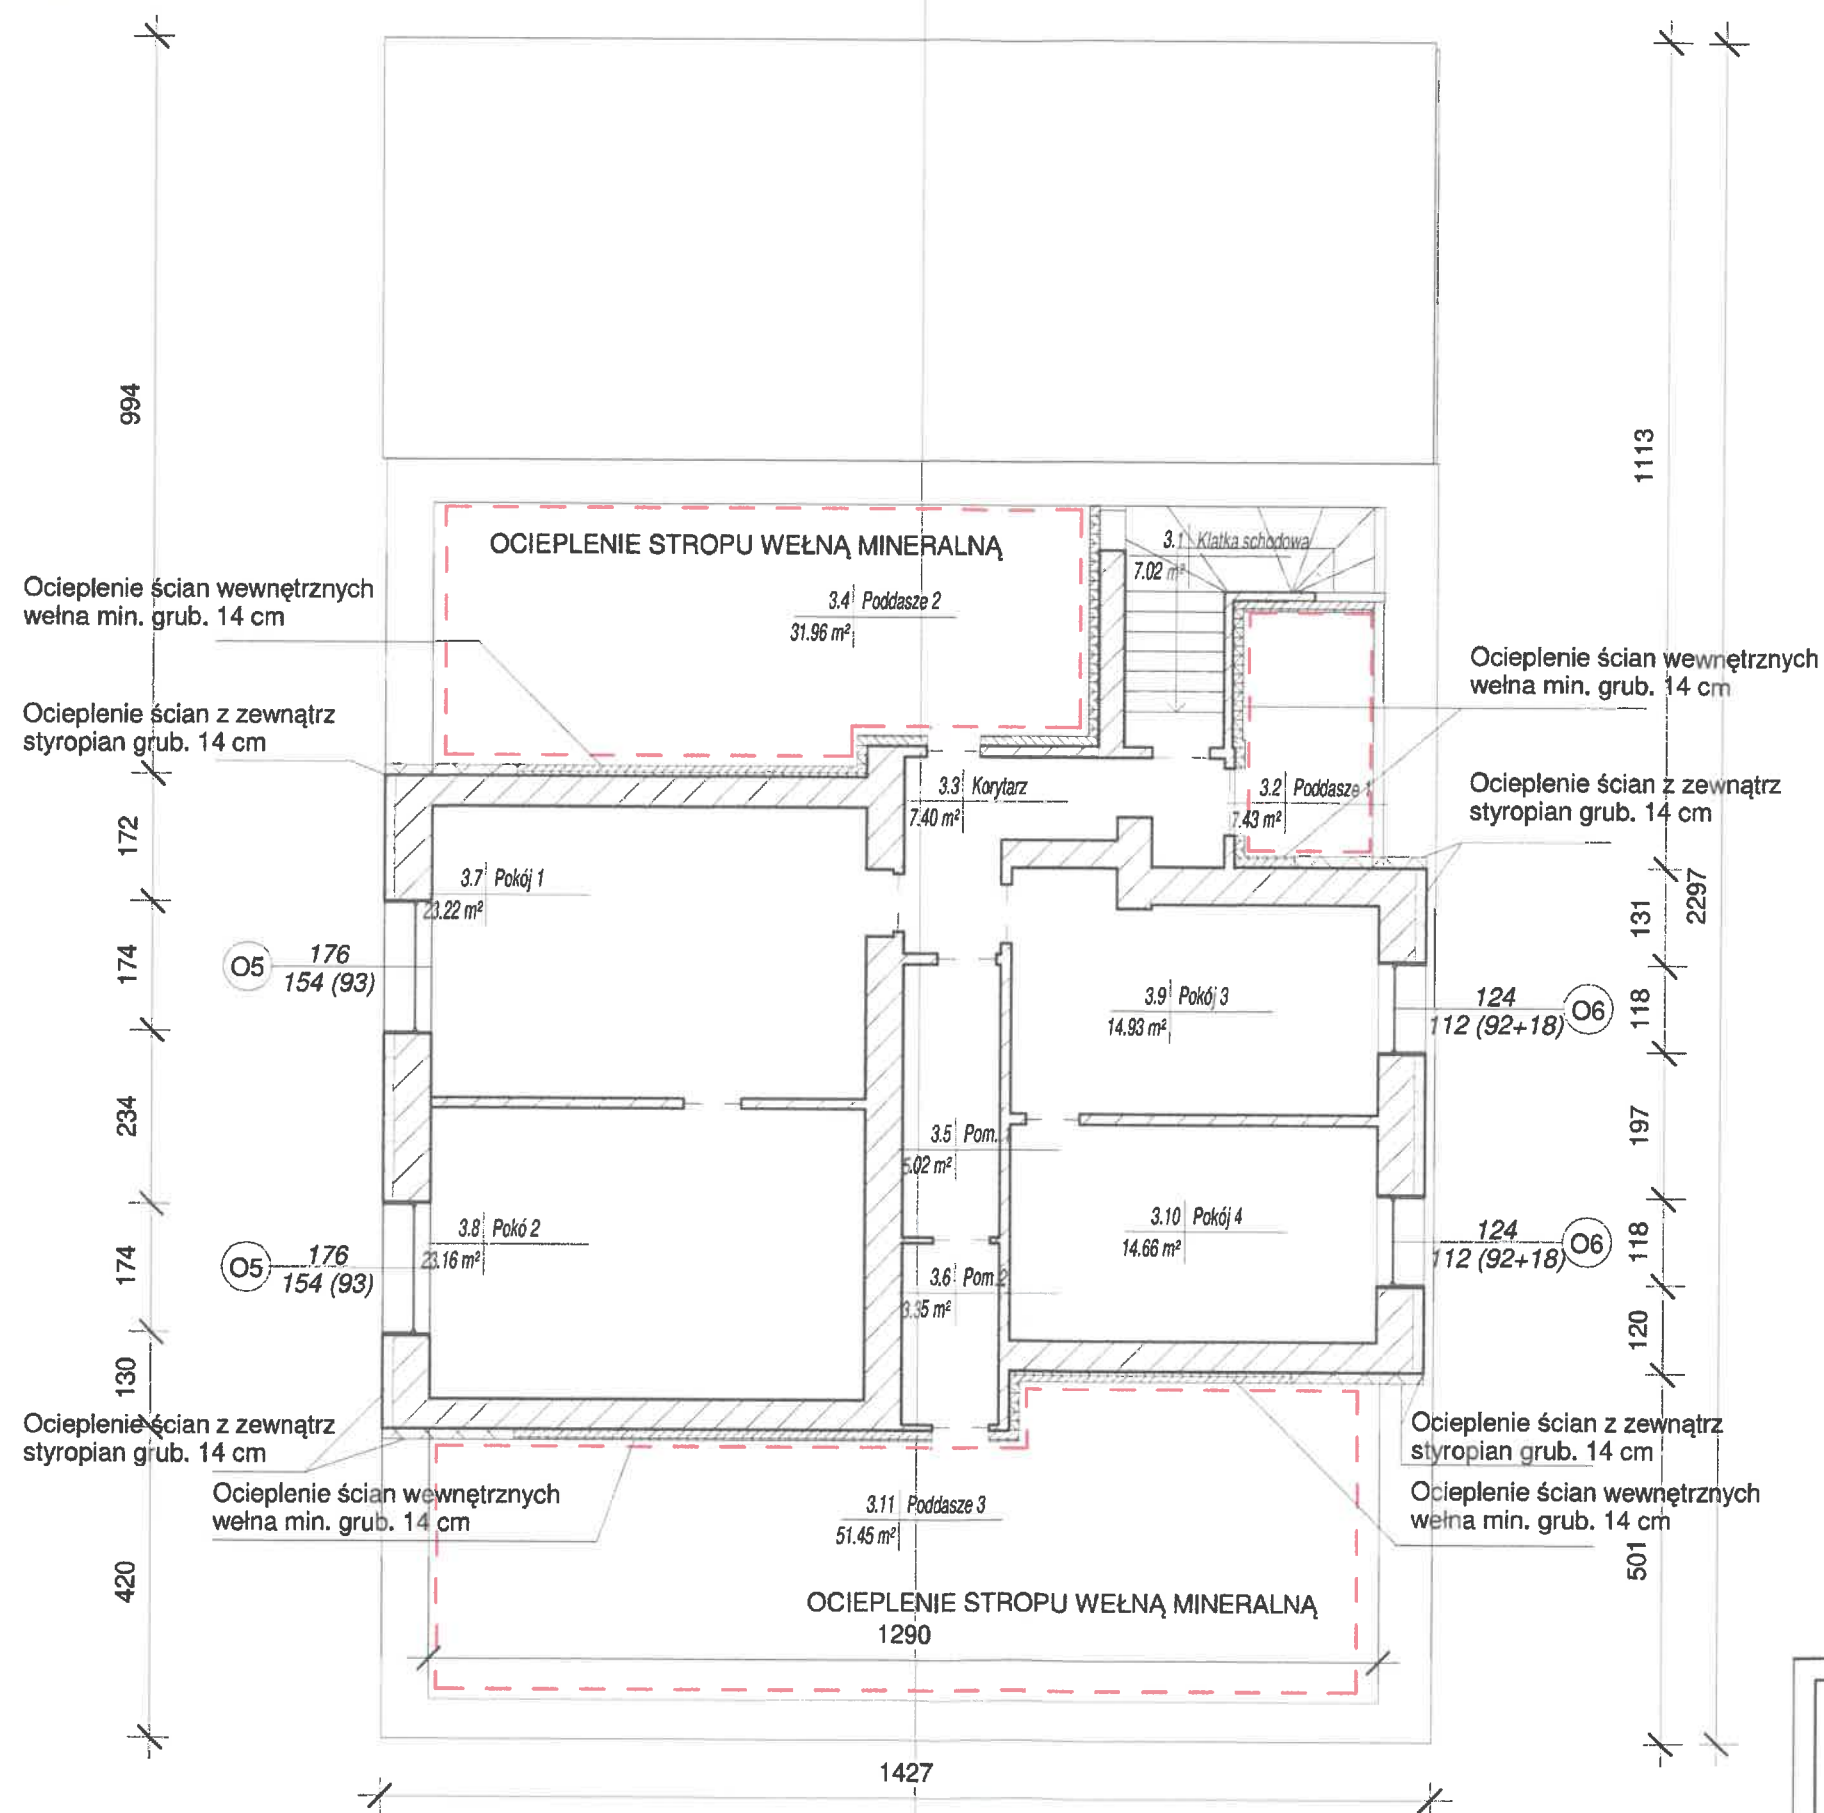 994
1113
OCIEPLENIE STROPU WEŁNĄ MINERALNĄ
3.1 Klatka schodowa
7.02 m²
Ocieplenie ścian wewnętrznych
wełna min. grub. 14 cm
3.4 Poddasze 2
31.96 m²
Ocieplenie ścian wewnętrznych
wełna min. grub. 14 cm
Ocieplenie ścian z zewnątrz
styropian grub. 14 cm
3.3 Korytarz
7.40 m²
3.2 Poddasze 1
7.43 m²
Ocieplenie ścian z zewnątrz
styropian grub. 14 cm
172
3.7 Pokój 1
23.22 m²
2297
131
174
O5
176
154 (93)
3.9 Pokój 3
14.93 m²
124
112 (92+18)
O6
118
234
3.5 Pom.
5.02 m²
197
3.8 Pokó 2
23.16 m²
3.10 Pokój 4
14.66 m²
174
O5
176
154 (93)
3.6 Pom.2
3.35 m²
124
112 (92+18)
O6
118
130
120
Ocieplenie ścian z zewnątrz
styropian grub. 14 cm
Ocieplenie ścian z zewnątrz
styropian grub. 14 cm
Ocieplenie ścian wewnętrznych
wełna min. grub. 14 cm
3.11 Poddasze 3
51.45 m²
Ocieplenie ścian wewnętrznych
wełna min. grub. 14 cm
420
501
OCIEPLENIE STROPU WEŁNĄ MINERALNĄ
1290
1427